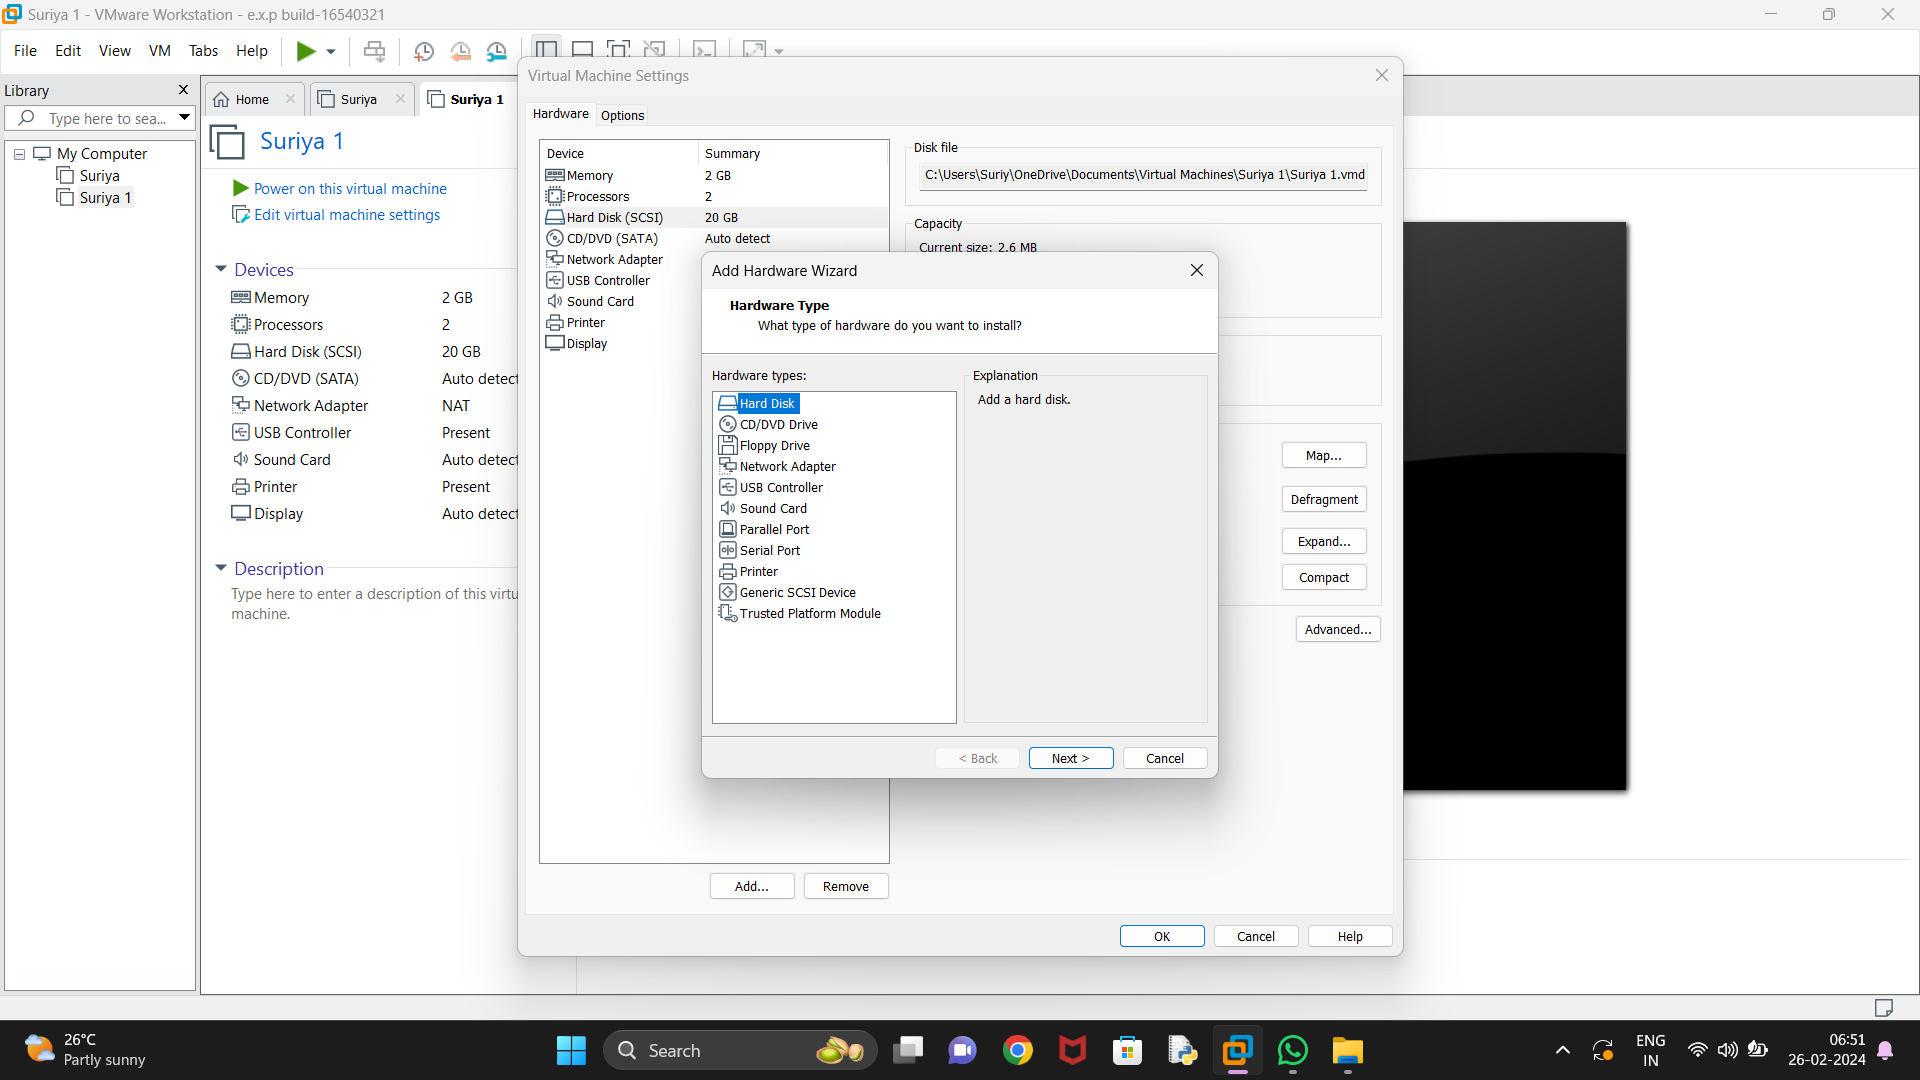 Suriya 1 - VMware Workstation - e.x.p build-16540321
File Edit View VM Tabs Help
Library
Type here to sea...
My Computer
Suriya
Suriya 1
Home
Suriya
Suriya 1
Suriya 1
Power on this virtual machine
Edit virtual machine settings
Devices
Memory 2 GB
Processors 2
Hard Disk (SCSI) 20 GB
CD/DVD (SATA) Auto detect
Network Adapter NAT
USB Controller Present
Sound Card Auto detect
Printer Present
Display Auto detect
Description
Type here to enter a description of this virtu
machine.
Virtual Machine Settings
Hardware Options
Device Summary
Memory 2 GB
Processors 2
Hard Disk (SCSI) 20 GB
CD/DVD (SATA) Auto detect
Network Adapter
USB Controller
Sound Card
Printer
Display
Add... Remove
Disk file
C:\Users\Suriy\OneDrive\Documents\Virtual Machines\Suriya 1\Suriya 1.vmd
Capacity
Current size: 2.6 MB
Map...
Defragment
Expand...
Compact
Advanced...
OK Cancel Help
Add Hardware Wizard
Hardware Type
What type of hardware do you want to install?
Hardware types:
Hard Disk
CD/DVD Drive
Floppy Drive
Network Adapter
USB Controller
Sound Card
Parallel Port
Serial Port
Printer
Generic SCSI Device
Trusted Platform Module
Explanation
Add a hard disk.
< Back Next > Cancel
26°C
Partly sunny
Search
ENG
IN
06:51
26-02-2024